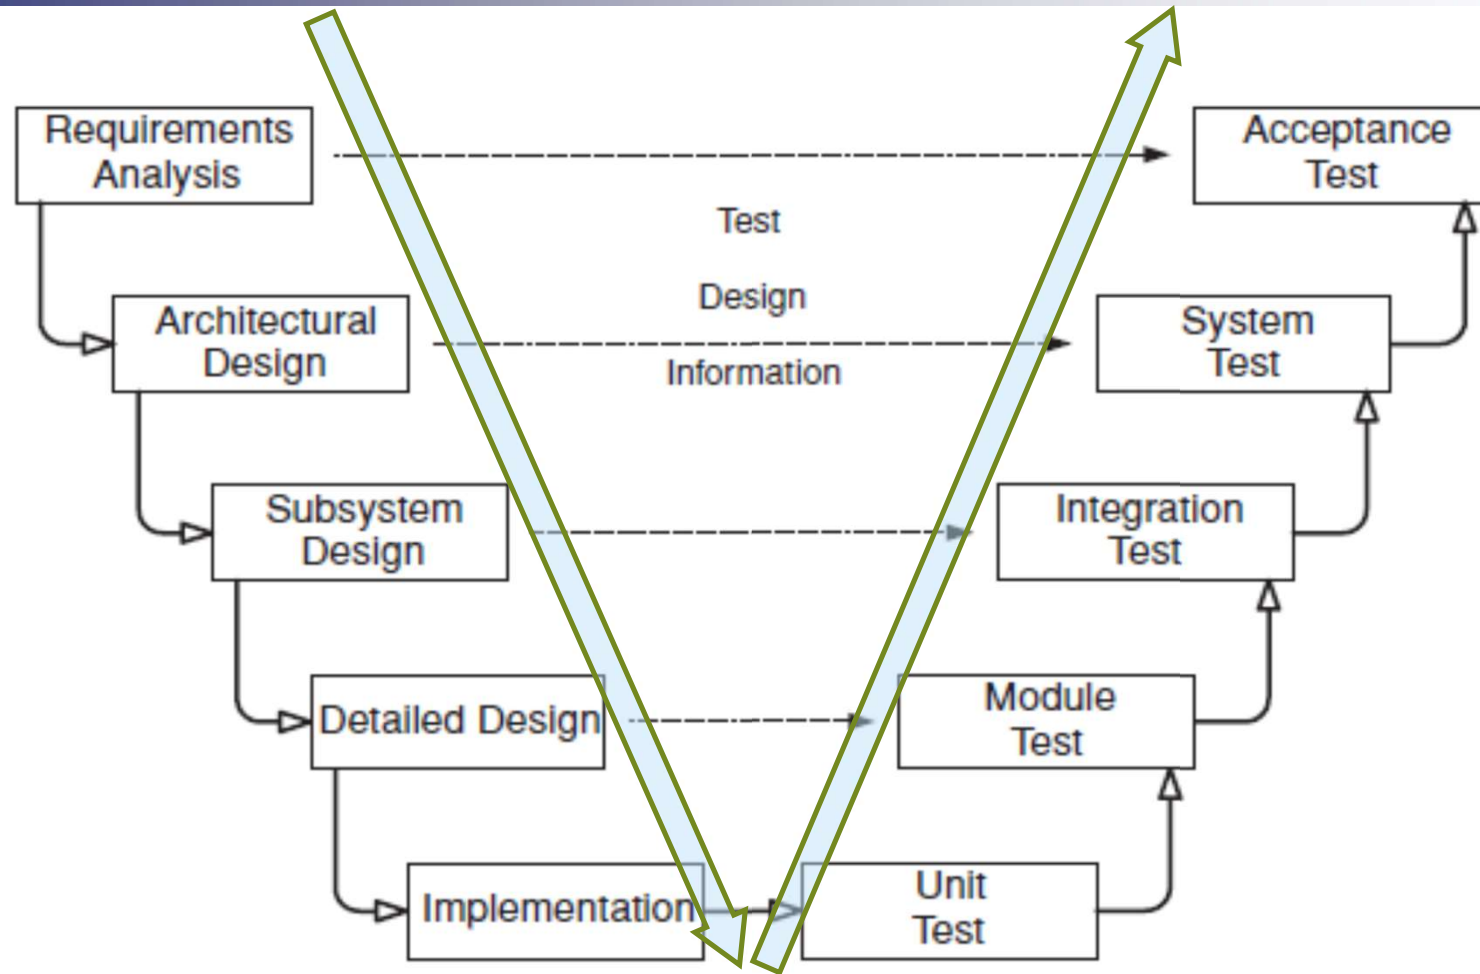 Requirements
Analysis
Acceptance
Test
Test
Design
Information
Architectural
Design
System
Test
Subsystem
Design
Integration
Test
Detailed Design
Module
Test
Implementation
Unit
Test